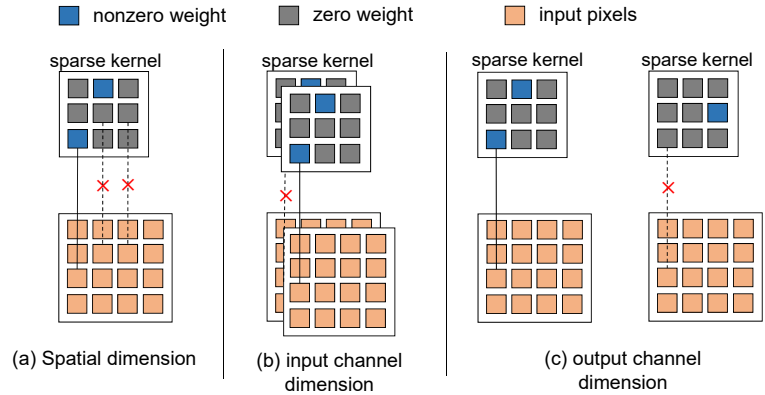 nonzero weight zero weight input pixels
sparse kernel sparse kernel sparse kernel sparse kernel
(a) Spatial dimension
(b) input channel
dimension
(c) output channel
dimension